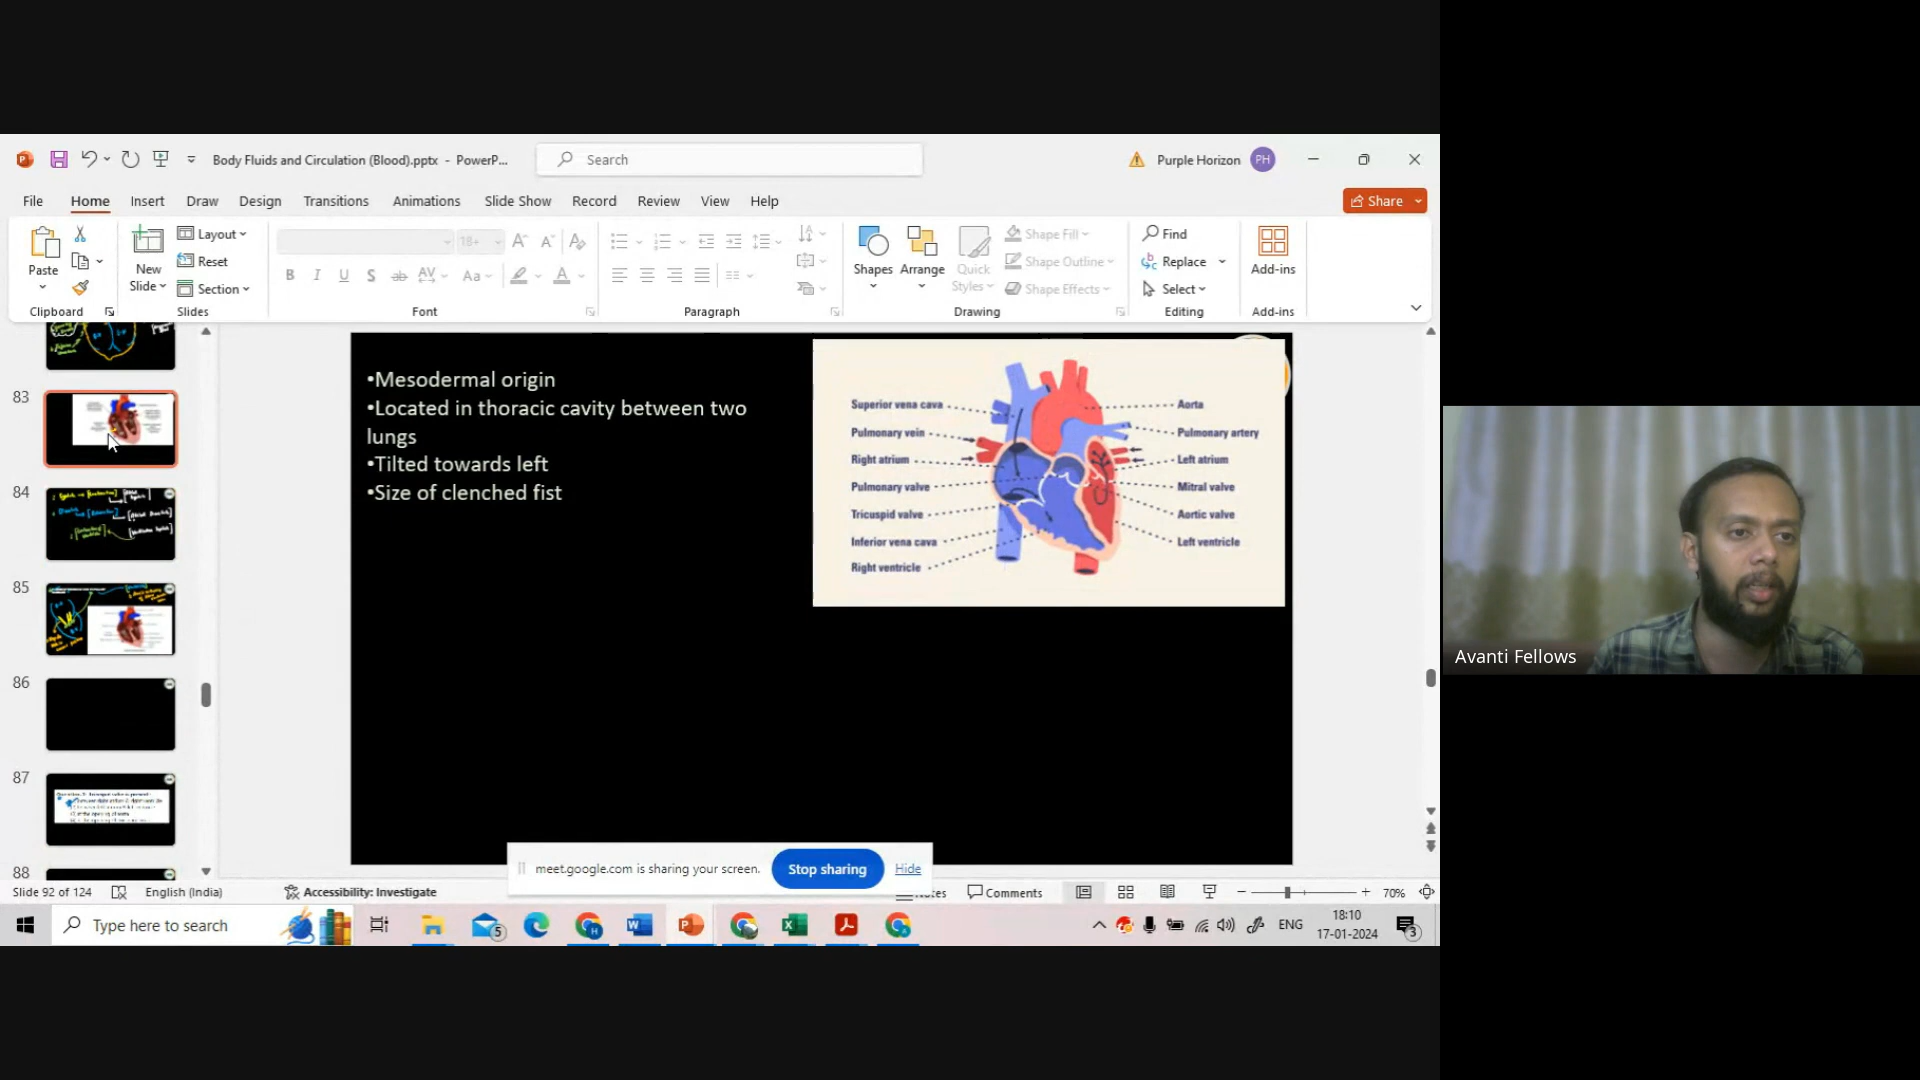 Body Fluids and Circulation (Blood).pptx - PowerP...
Search
Purple Horizon PH
File Home Insert Draw Design Transitions Animations Slide Show Record Review View Help
Share
Paste
New
Slide
Layout
Reset
Section
18+
Shapes
Arrange
Quick
Styles
Shape Fill
Shape Outline
Shape Effects
Find
Replace
Select
Add-ins
Clipboard Slides Font Paragraph Drawing Editing Add-ins
83
84
85
86
87
88
•Mesodermal origin
•Located in thoracic cavity between two
lungs
•Tilted towards left
•Size of clenched fist
Superior vena cava
Pulmonary vein
Right atrium
Pulmonary valve
Tricuspid valve
Inferior vena cava
Right ventricle
Aorta
Pulmonary artery
Left atrium
Mitral valve
Aortic valve
Left ventricle
Avanti Fellows
meet.google.com is sharing your screen. Stop sharing Hide
Slide 92 of 124 English (India) Accessibility: Investigate Comments 70%
Type here to search
5
ENG
18:10
17-01-2024
3